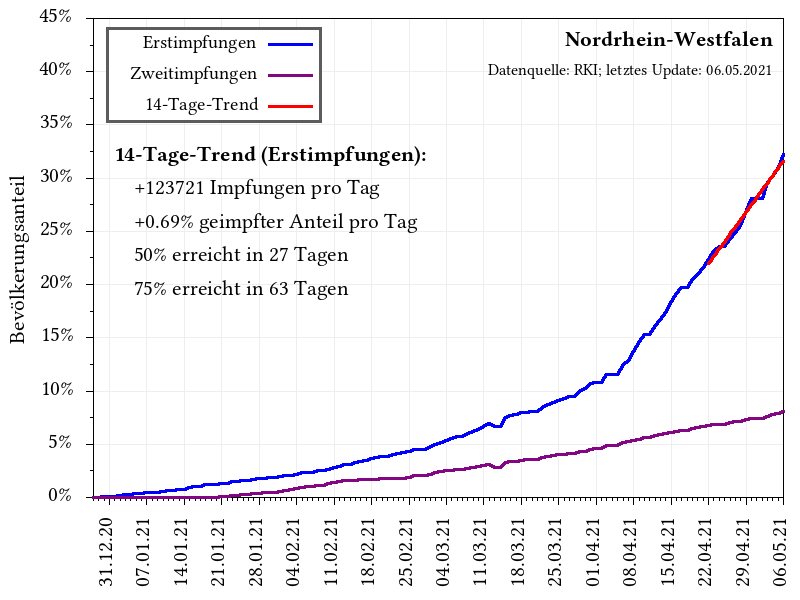 45%
40%
35%
30%
25%
20%
15%
10%
5%
0%
Bevölkerungsanteil
Erstimpfungen
Zweitimpfungen
14-Tage-Trend
Nordrhein-Westfalen
Datenquelle: RKI; letztes Update: 06.05.2021
14-Tage-Trend (Erstimpfungen):
+123721 Impfungen pro Tag
+0.69% geimpfter Anteil pro Tag
50% erreicht in 27 Tagen
75% erreicht in 63 Tagen
31.12.20
07.01.21
14.01.21
21.01.21
28.01.21
04.02.21
11.02.21
18.02.21
25.02.21
04.03.21
11.03.21
18.03.21
25.03.21
01.04.21
08.04.21
15.04.21
22.04.21
29.04.21
06.05.21